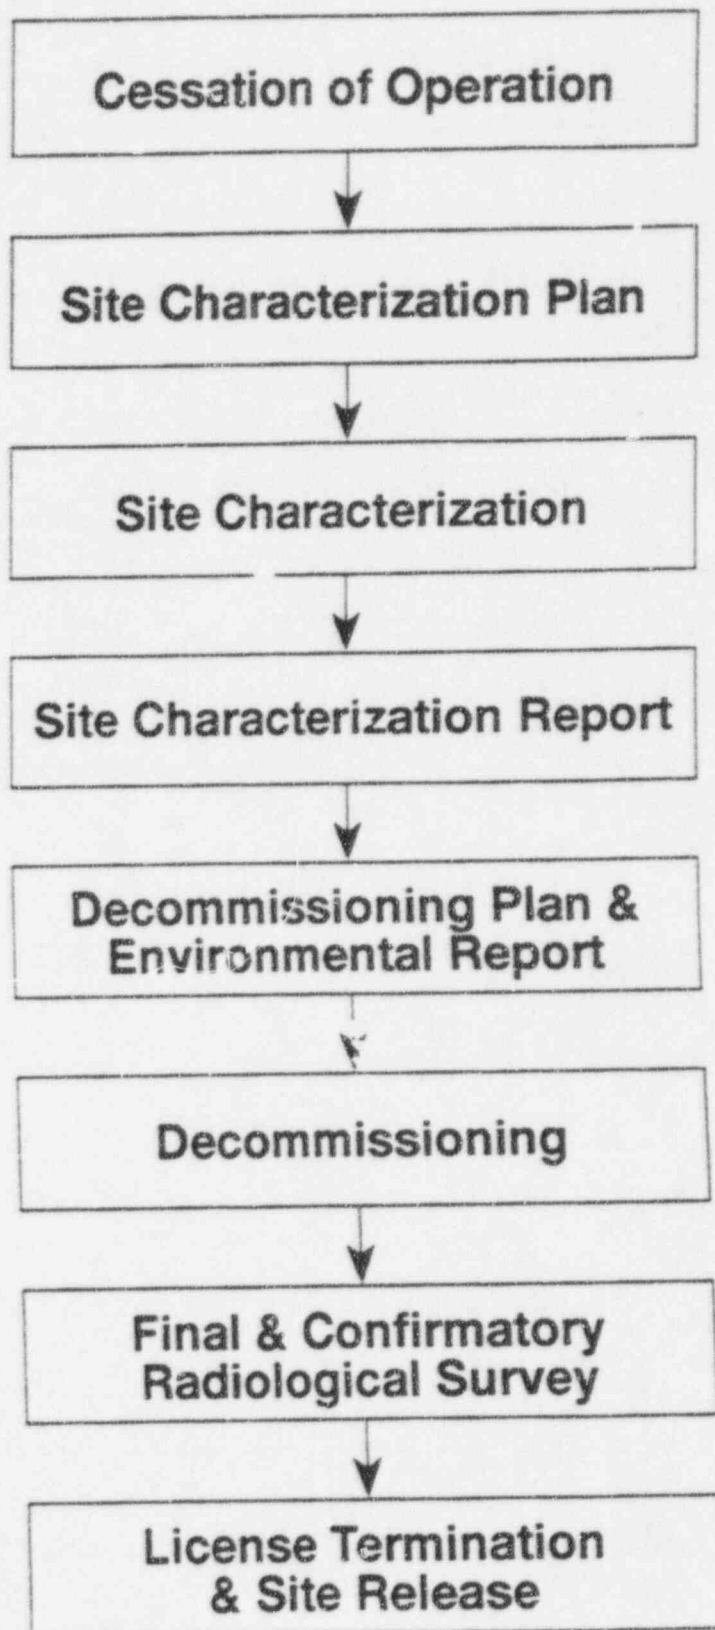 Cessation of Operation
Site Characterization Plan
Site Characterization
Site Characterization Report
Decommissioning Plan &
Environmental Report
Decommissioning
Final & Confirmatory
Radiological Survey
License Termination
& Site Release